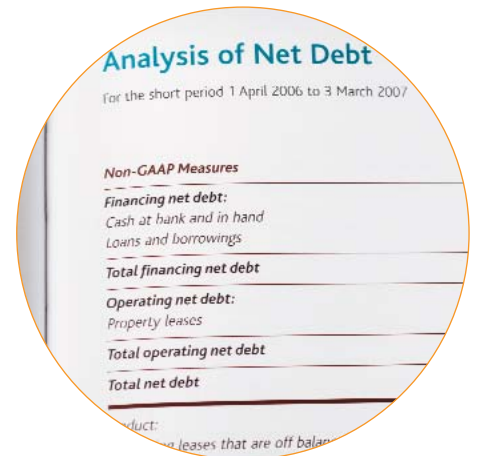 Analysis of Net Debt
For the short period 1 April 2006 to 3 March 2007
Non-GAAP Measures
Financing net debt:
Cash at bank and in hand
Loans and borrowings
Total financing net debt
Operating net debt:
Property leases
Total operating net debt
Total net debt
leases that are off